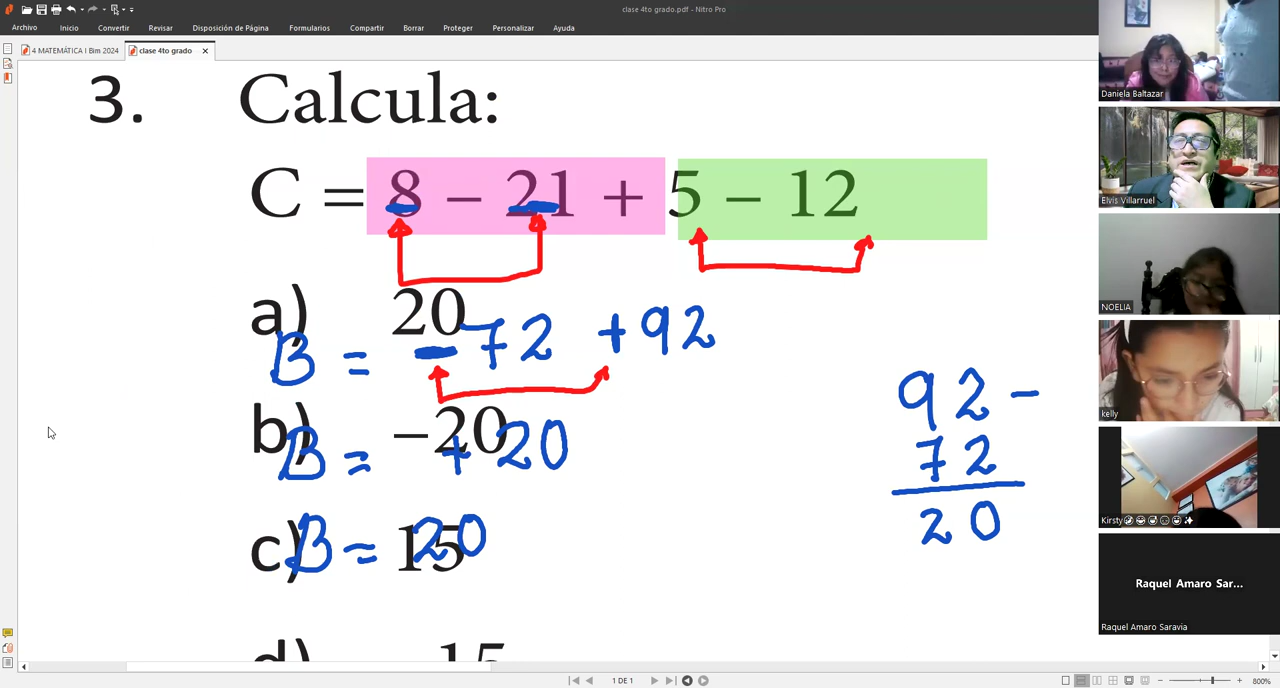 clase 4to grado.pdf - Nitro Pro
Archivo Inicio Convertir Revisar Disposición de Página Formularios Compartir Borrar Proteger Personalizar Ayuda
4 MATEMÁTICA I Bim 2024 clase 4to grado
3. Calcula:
C = 8 – 21 + 5 – 12
a) 20
B = – 72 + 92
b) –20
B = + 20
c) 15
B = 20
d) –15
92 –
72
20
Daniela Baltazar
Elvis Villarruel
NOELIA
kelly
Kirsty
Raquel Amaro Sar...
Raquel Amaro Saravia
1 DE 1
800%